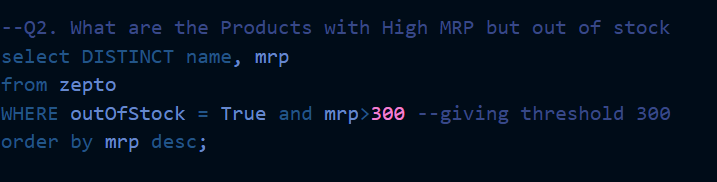 --Q2. What are the Products with High MRP but out of stock
select DISTINCT name, mrp
from zepto
WHERE outOfStock = True and mrp>300 --giving threshold 300
order by mrp desc;